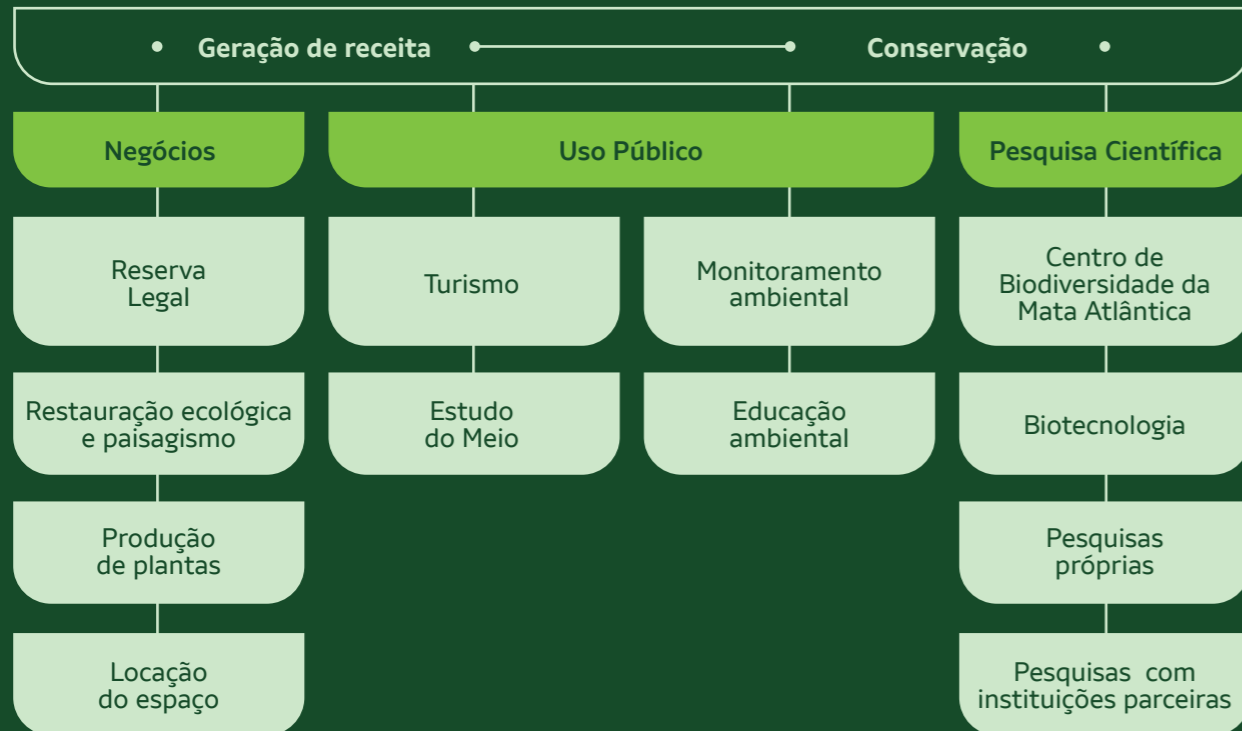 Geração de receita
Conservação
Negócios
Uso Público
Pesquisa Científica
Reserva
Legal
Turismo
Monitoramento
ambiental
Centro de
Biodiversidade da
Mata Atlântica
Restauração ecológica
e paisagismo
Estudo
do Meio
Educação
ambiental
Biotecnologia
Produção
de plantas
Pesquisas
próprias
Locação
do espaço
Pesquisas com
instituições parceiras